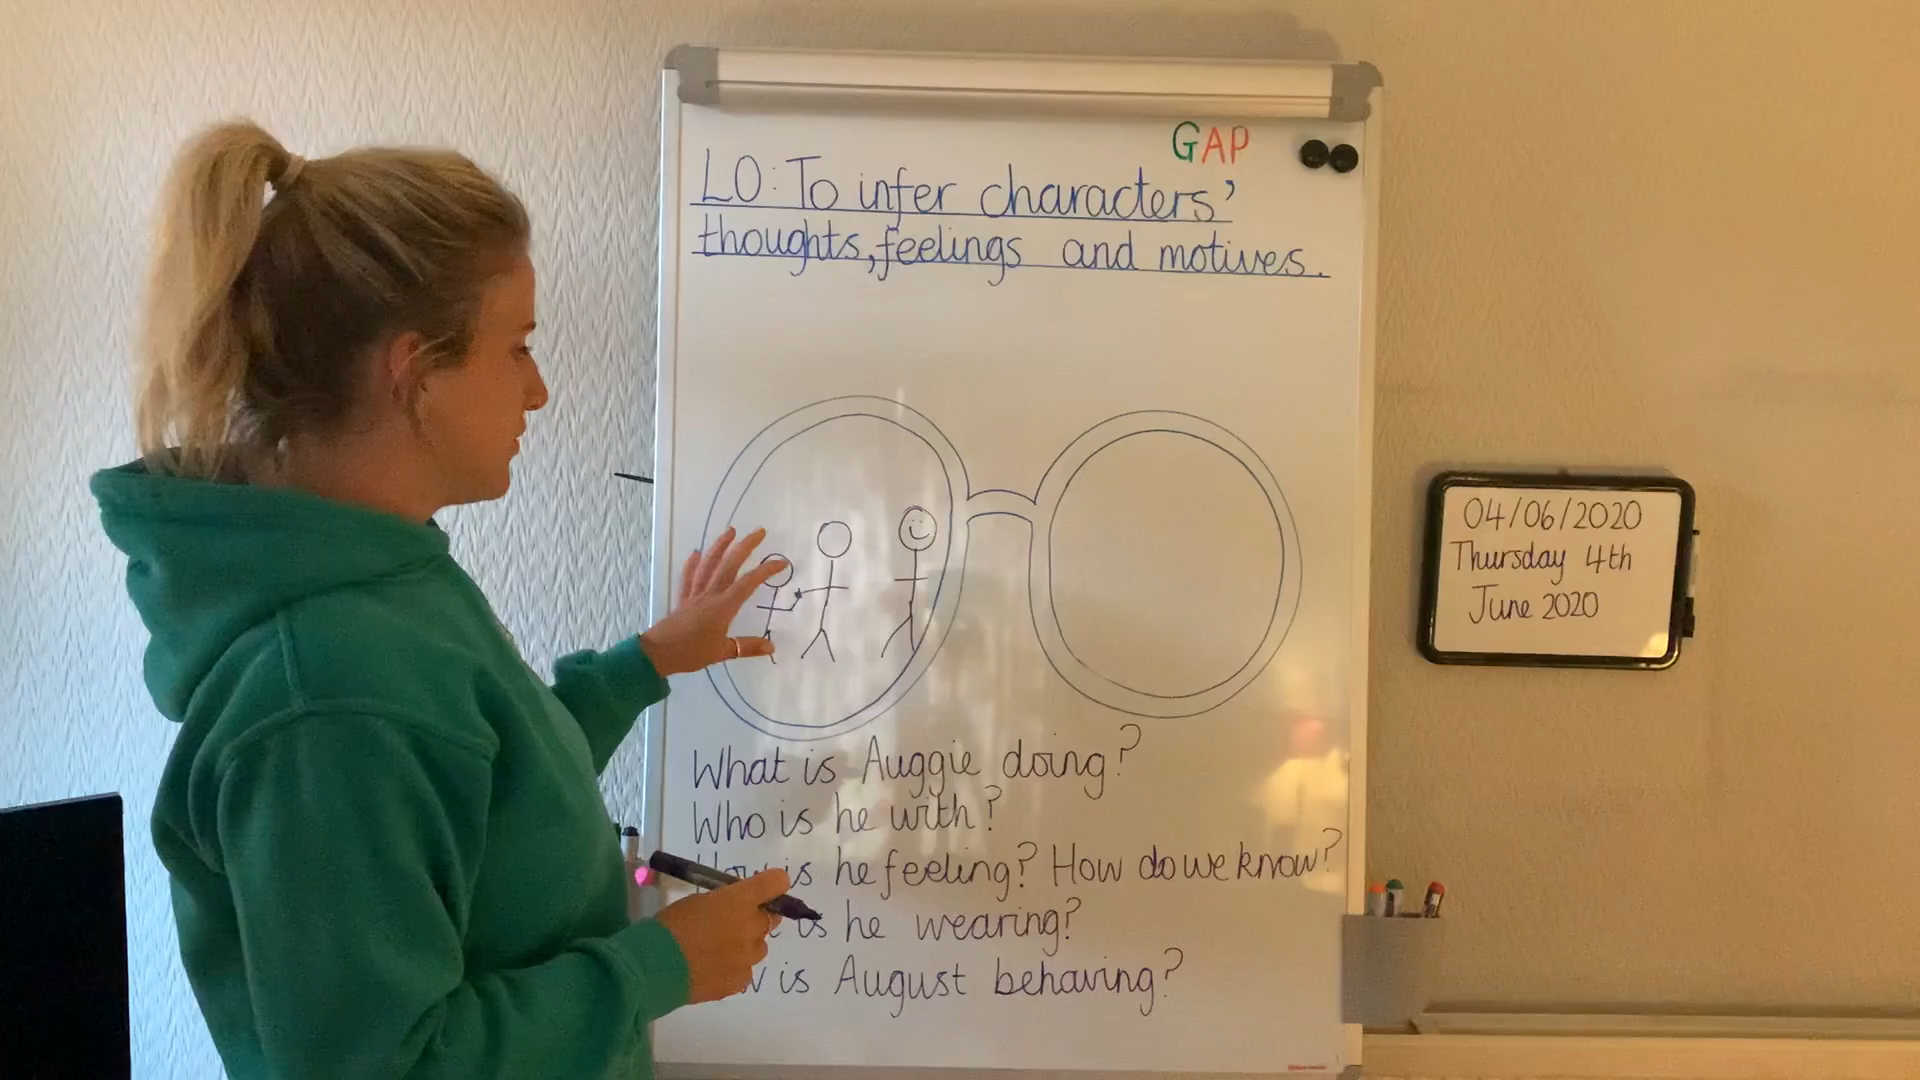 GAP
LO: To infer characters'
thoughts, feelings and motives.
What is Auggie doing?
Who is he with?
How is he feeling? How do we know?
is he wearing?
is August behaving?
04/06/2020
Thursday 4th
June 2020